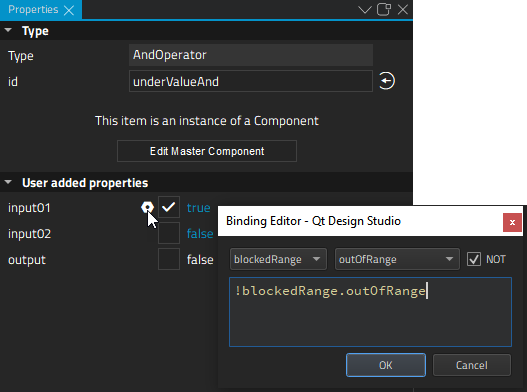 Properties
Type
Type AndOperator
id underValueAnd
This item is an instance of a Component
Edit Master Component
User added properties
input01 true
input02 false
output false
Binding Editor - Qt Design Studio
x
blockedRange outOfRange NOT
!blockedRange.outOfRange
OK Cancel